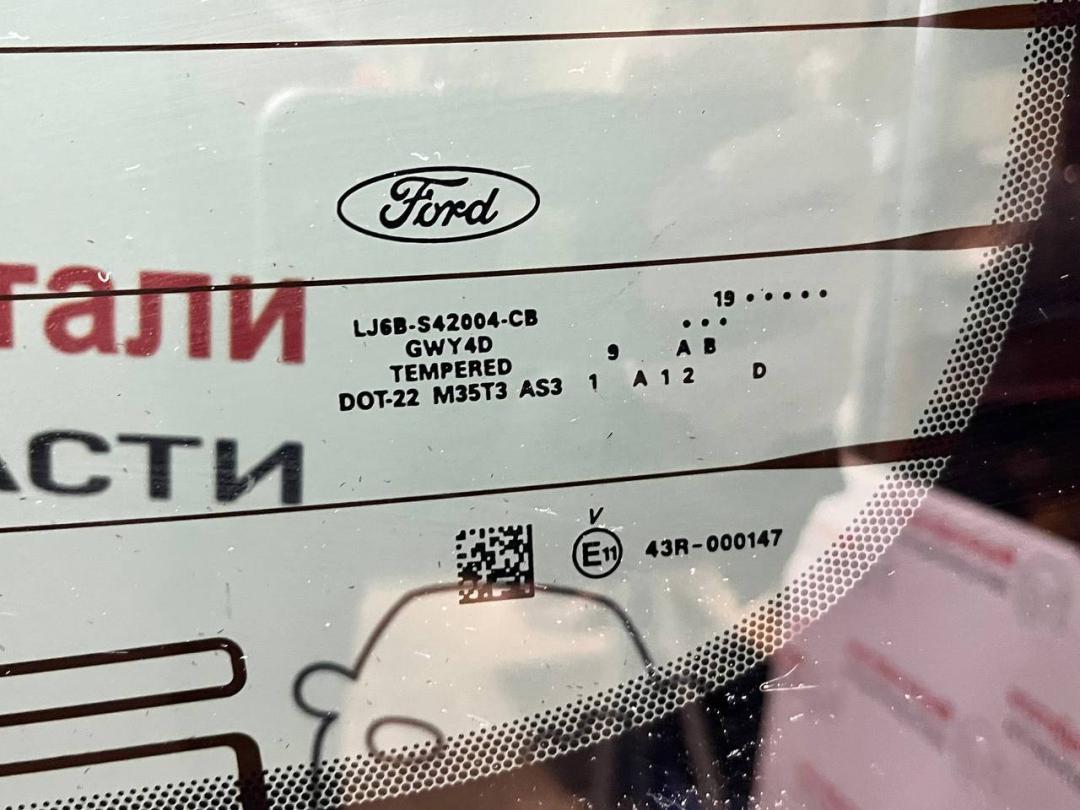 Ford
тали
19 • • • • •
LJ6B-S42004-CB
• • •
GWY4D
9 A B
TEMPERED
DOT-22 M35T3 AS3 1 A 1 2 D
АСТИ
V
E11 43R-000147